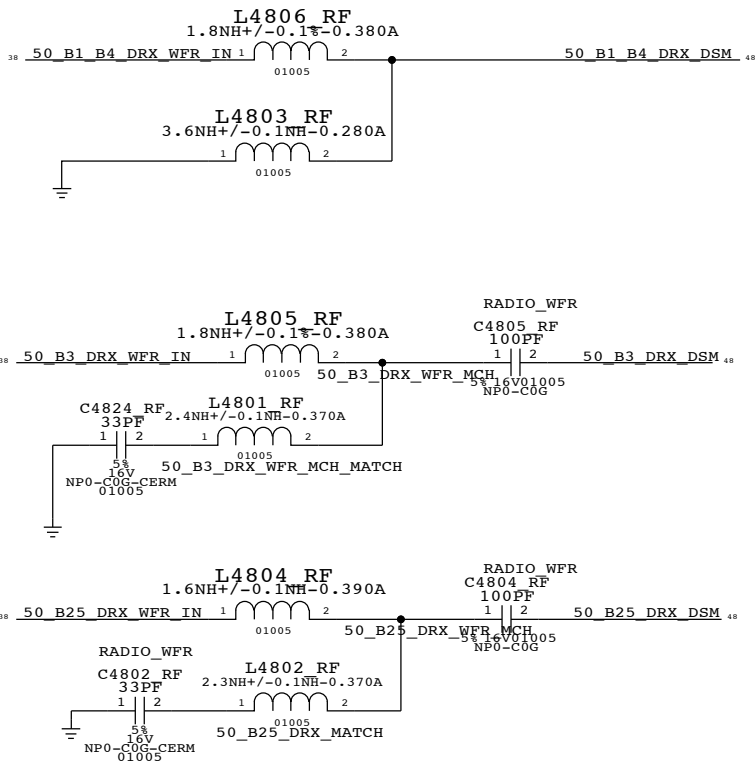 L4806_RF
1.8NH+/-0.1%-0.380A
38 50_B1_B4_DRX_WFR_IN 1 2 50_B1_B4_DRX_DSM 48
01005
L4803_RF
3.6NH+/-0.1NH-0.280A
1 2
01005
RADIO_WFR
L4805_RF
C4805_RF
1.8NH+/-0.1%-0.380A
100PF
38 50_B3_DRX_WFR_IN 1 2 1 2 50_B3_DRX_DSM 48
01005
50_B3_DRX_WFR_MCH
5% 16V01005
NP0-C0G
C4824_RF
L4801_RF
33PF
2.4NH+/-0.1NH-0.370A
1 2 1 2
01005
5%
16V
50_B3_DRX_WFR_MCH_MATCH
NP0-C0G-CERM
01005
RADIO_WFR
L4804_RF
C4804_RF
1.6NH+/-0.1NH-0.390A
100PF
38 50_B25_DRX_WFR_IN 1 2 1 2 50_B25_DRX_DSM 48
01005
50_B25_DRX_WFR_MCH
5% 16V01005
NP0-C0G
RADIO_WFR
C4802_RF
L4802_RF
33PF
2.3NH+/-0.1NH-0.370A
1 2 1 2
01005
5%
50_B25_DRX_MATCH
16V
NP0-C0G-CERM
01005